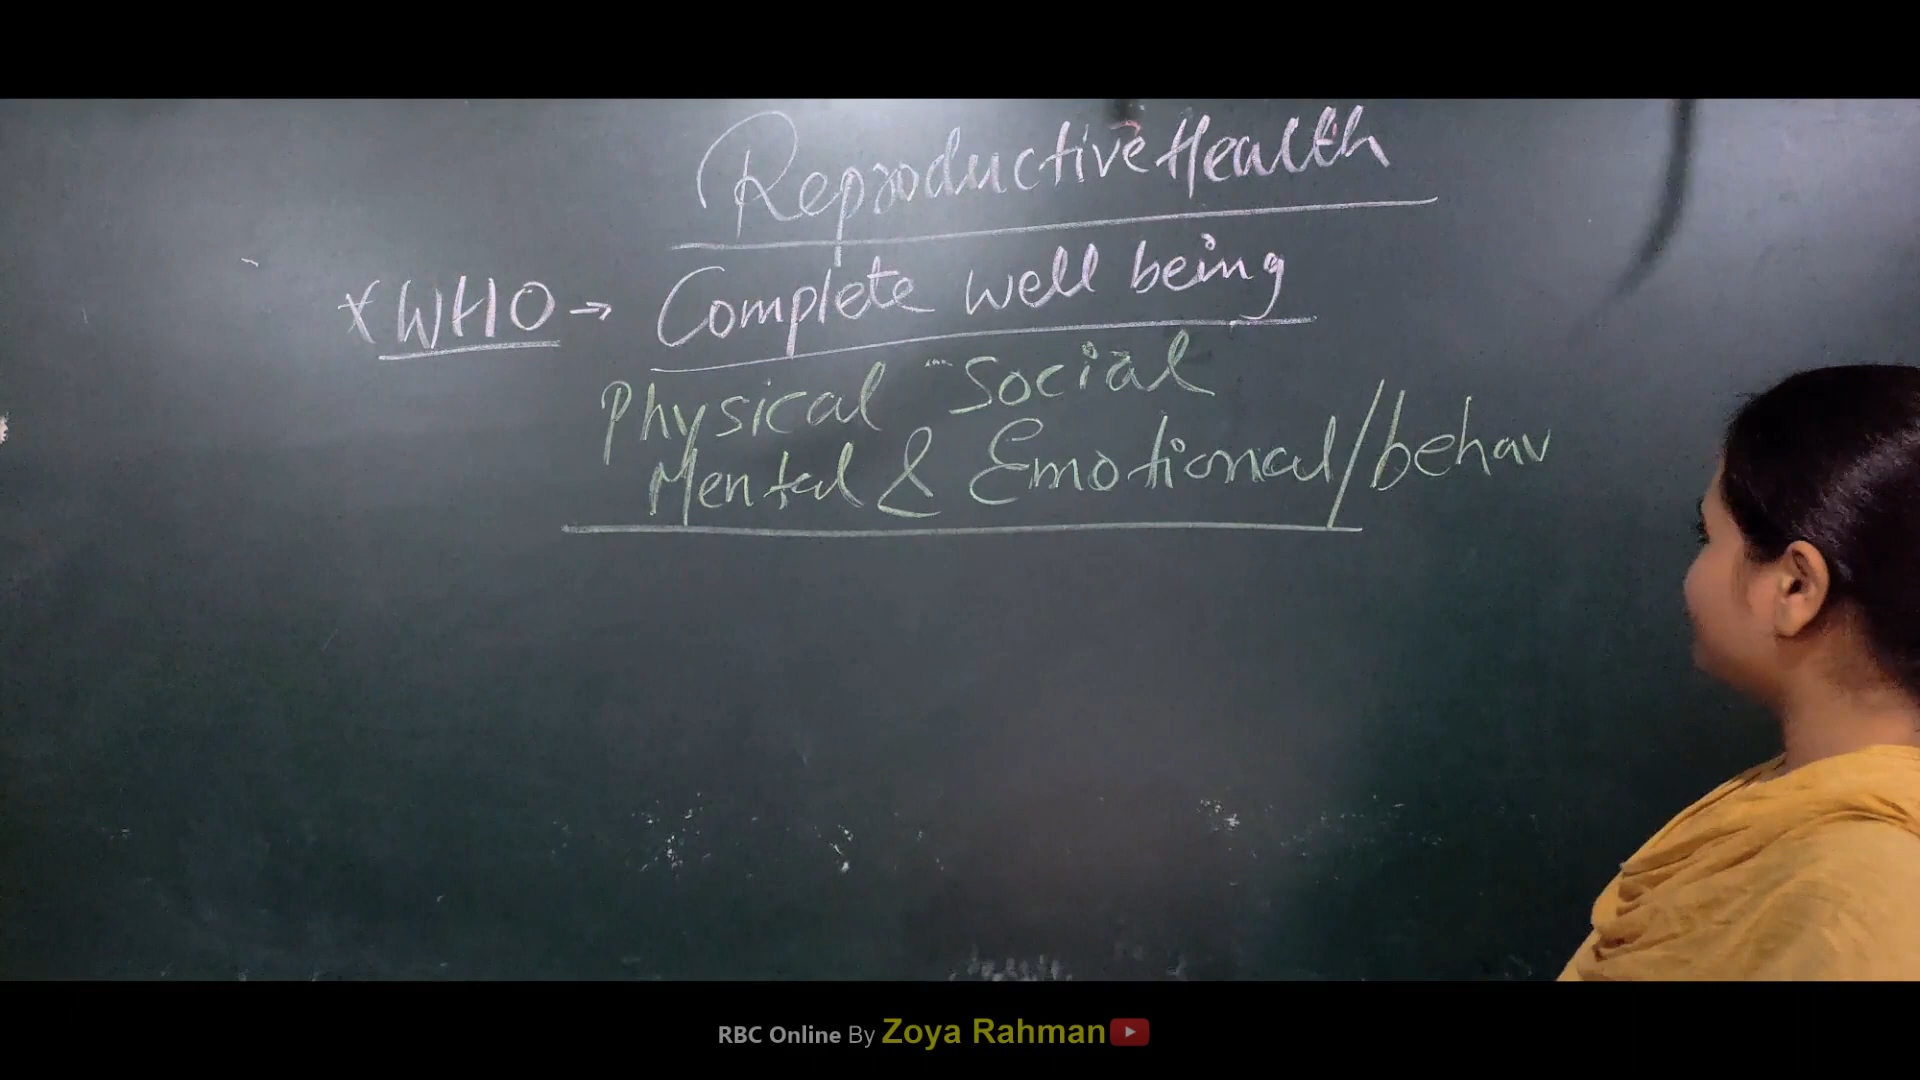 Reproductive Health
* WHO → Complete well being
Physical Social
Mental & Emotional/behav
RBC Online By Zoya Rahman